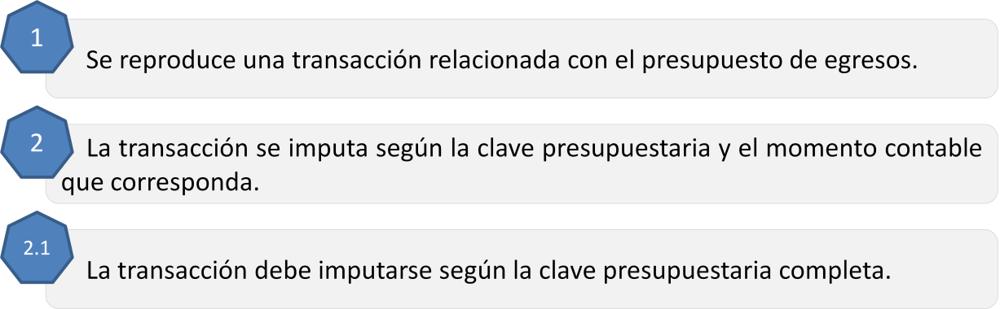 1
Se reproduce una transacción relacionada con el presupuesto de egresos.
2
La transacción se imputa según la clave presupuestaria y el momento contable
que corresponda.
2.1
La transacción debe imputarse según la clave presupuestaria completa.